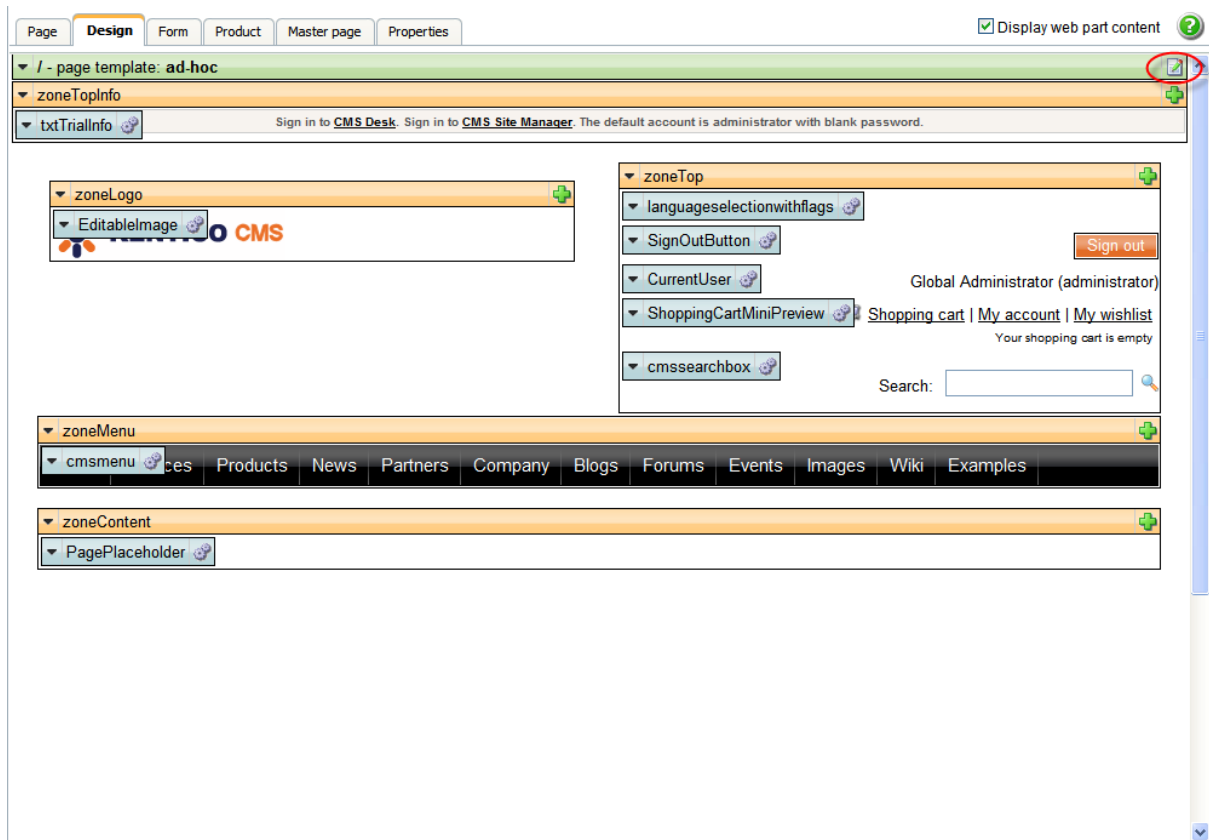 Page Design Form Product Master page Properties Display web part content
/ - page template: ad-hoc
zoneTopInfo
txtTrialInfo Sign in to CMS Desk. Sign in to CMS Site Manager. The default account is administrator with blank password.
zoneLogo
EditableImage
CMS
zoneTop
languageselectionwithflags
SignOutButton Sign out
CurrentUser Global Administrator (administrator)
ShoppingCartMiniPreview Shopping cart | My account | My wishlist
Your shopping cart is empty
cmssearchbox
Search:
zoneMenu
cmsmenu ces Products News Partners Company Blogs Forums Events Images Wiki Examples
zoneContent
PagePlaceholder